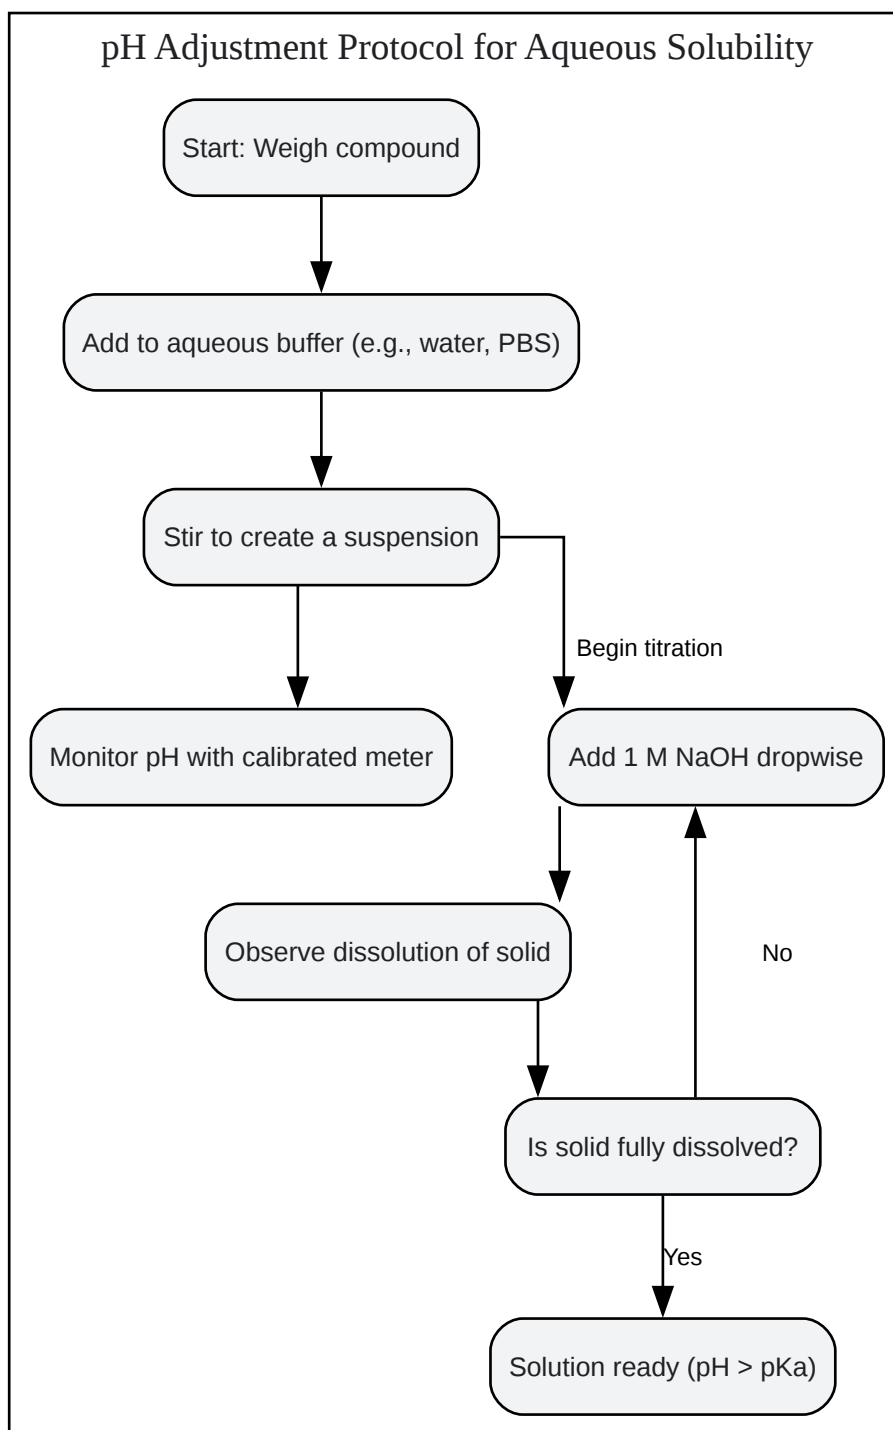 pH Adjustment Protocol for Aqueous Solubility
Start: Weigh compound
Add to aqueous buffer (e.g., water, PBS)
Stir to create a suspension
Begin titration
Monitor pH with calibrated meter
Add 1 M NaOH dropwise
Observe dissolution of solid
No
Is solid fully dissolved?
Yes
Solution ready (pH > pKa)